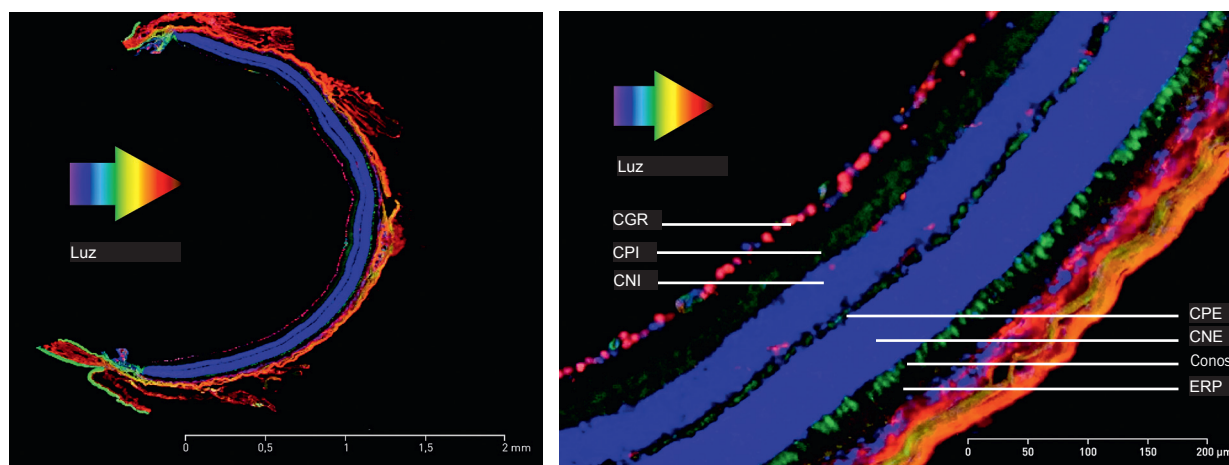 Luz
0
0,5
1
1,5
2 mm
Luz
CGR
CPI
CNI
CPE
CNE
Conos
ERP
0
50
100
150
200 µm